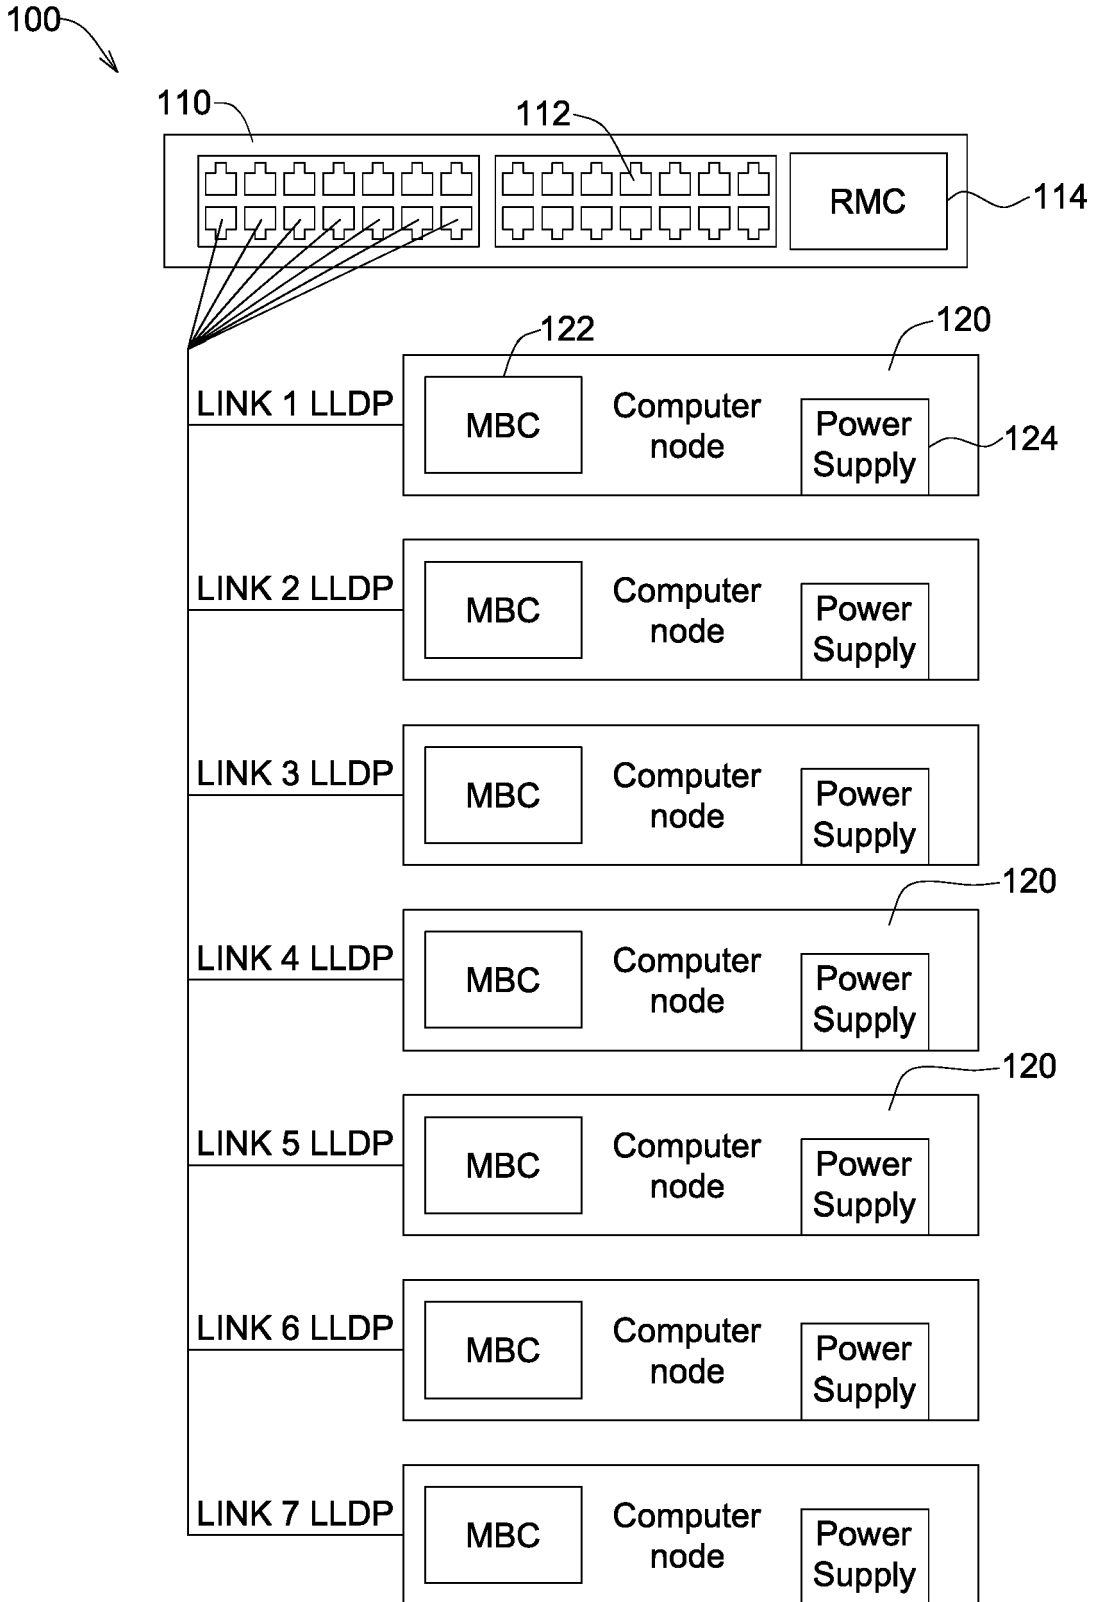 100
110
112
RMC
114
122
120
LINK 1 LLDP
MBC
Computer
node
Power
Supply
124
LINK 2 LLDP
MBC
Computer
node
Power
Supply
LINK 3 LLDP
MBC
Computer
node
Power
Supply
120
LINK 4 LLDP
MBC
Computer
node
Power
Supply
120
LINK 5 LLDP
MBC
Computer
node
Power
Supply
LINK 6 LLDP
MBC
Computer
node
Power
Supply
LINK 7 LLDP
MBC
Computer
node
Power
Supply